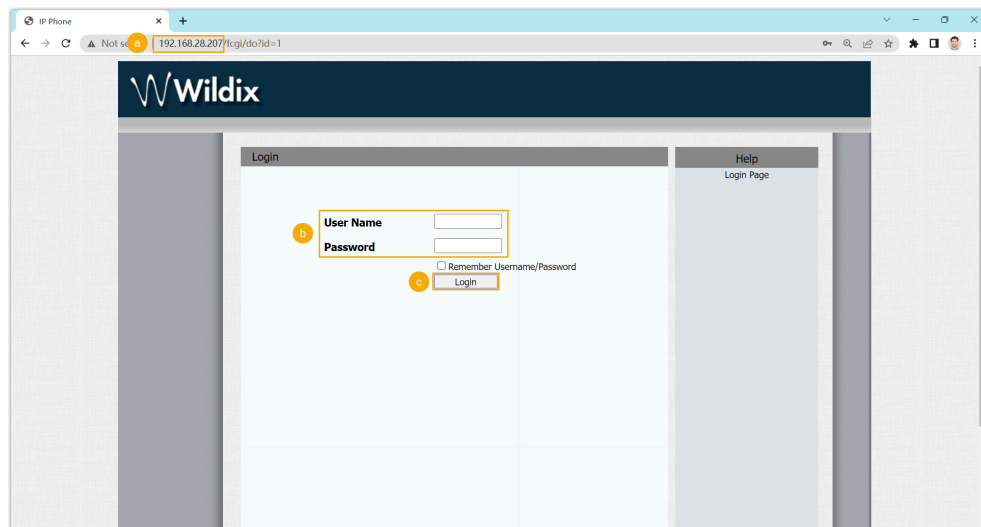 IP Phone
Not s
a
192.168.28.207/fcgi/do?id=1
Wildix
Login
Help
Login Page
User Name
b
Password
Remember Username/Password
c
Login